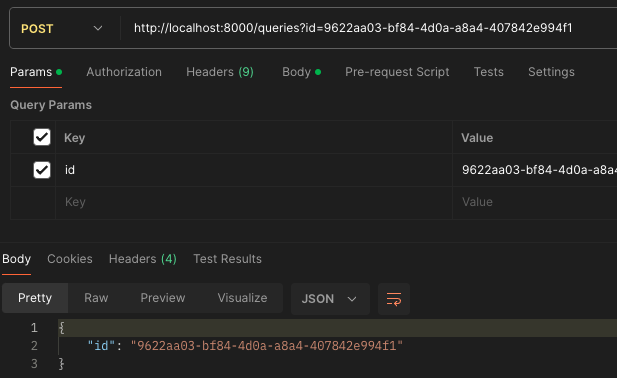 POST http://localhost:8000/queries?id=9622aa03-bf84-4d0a-a8a4-407842e994f1
Params Authorization Headers (9) Body Pre-request Script Tests Settings
Query Params
Key Value
id 9622aa03-bf84-4d0a-a8a4
Key Value
Body Cookies Headers (4) Test Results
Pretty Raw Preview Visualize JSON
1 {
2 "id": "9622aa03-bf84-4d0a-a8a4-407842e994f1"
3 }